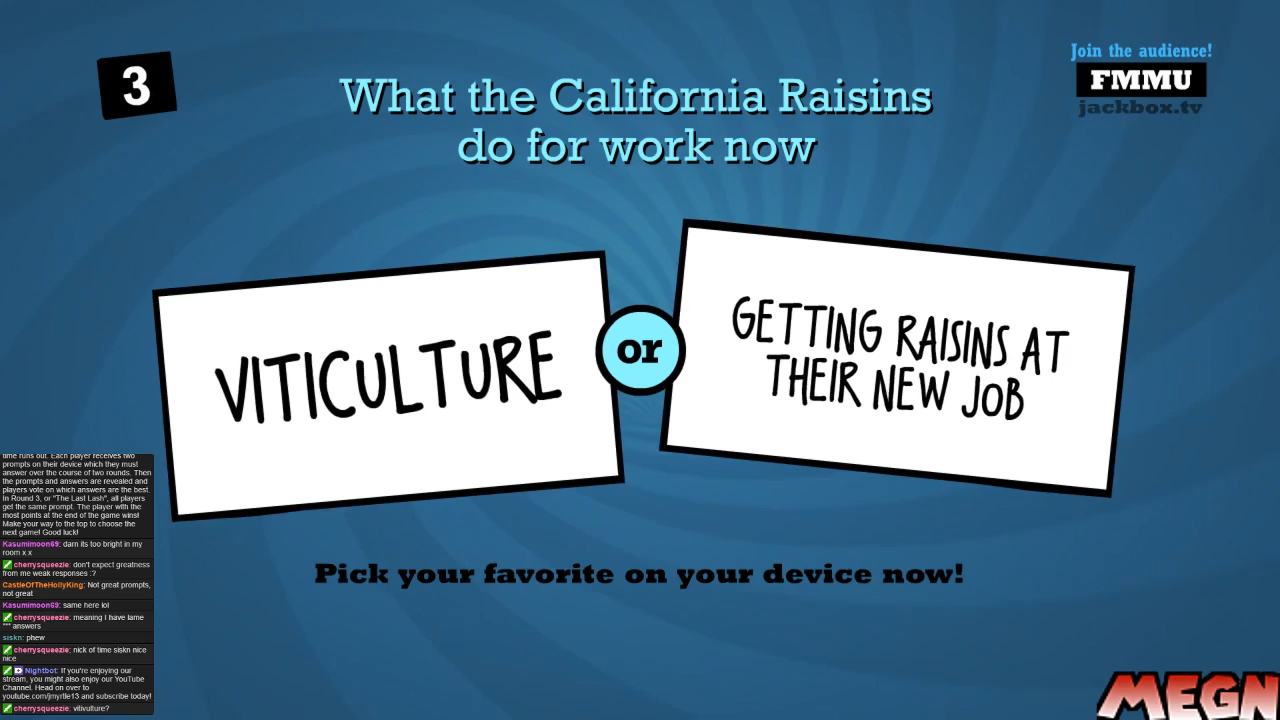 3
What the California Raisins
do for work now
Join the audience!
FMMU
jackbox.tv
VITICULTURE
or
GETTING RAISINS AT
THEIR NEW JOB
Pick your favorite on your device now!
time runs out. Each player receives two
prompts on their device which they must
answer over the course of two rounds. Then
the prompts and answers are revealed and
players vote on which answers are the best.
In Round 3, or "The Last Lash", all players
get the same prompt. The player with the
most points at the end of the game wins!
Make your way to the top to choose the
next game! Good luck!
Kasumimoon69: darn its too bright in my
room x x
cherrysqueezie: don't expect greatness
from me weak responses :?
CastleOfTheHollyKing: Not great prompts,
not great
Kasumimoon69: same here lol
cherrysqueezie: meaning I have lame
*** answers
siskn: phew
cherrysqueezie: nick of time siskn nice
nice
Nightbot: If you're enjoying our
stream, you might also enjoy our YouTube
Channel. Head on over to
youtube.com/jmyrtle13 and subscribe today!
cherrysqueezie: vitivulture?
MEGN